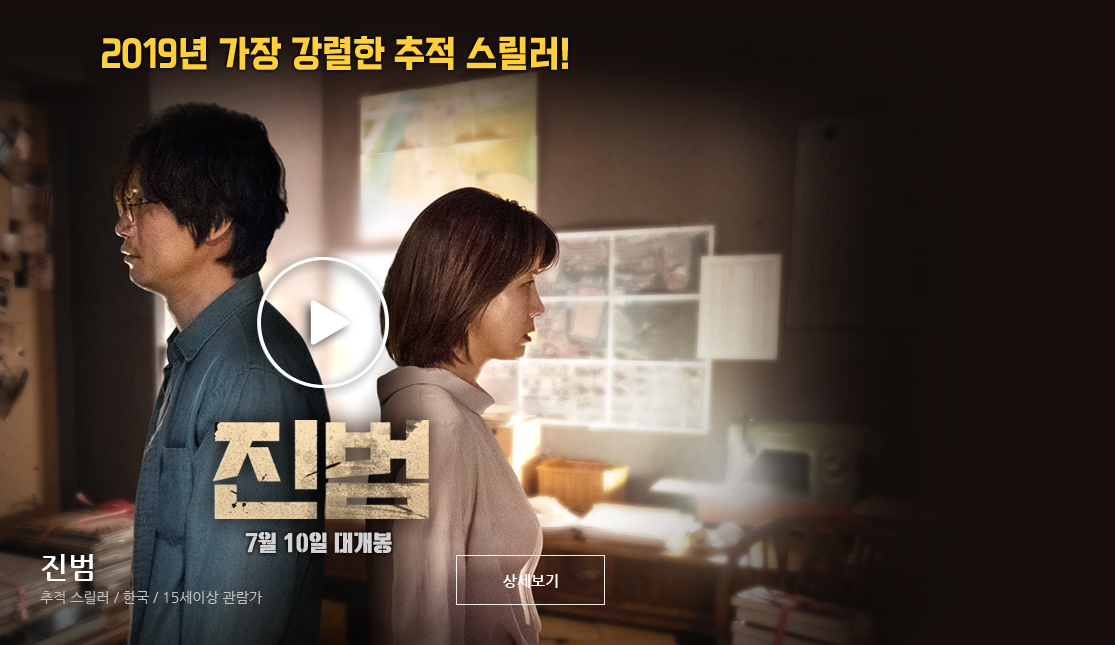 2019년 가장 강렬한 추적 스릴러!
진범
7월 10일 대개봉
진범
추적 스릴러 / 한국 / 15세이상 관람가
상세보기